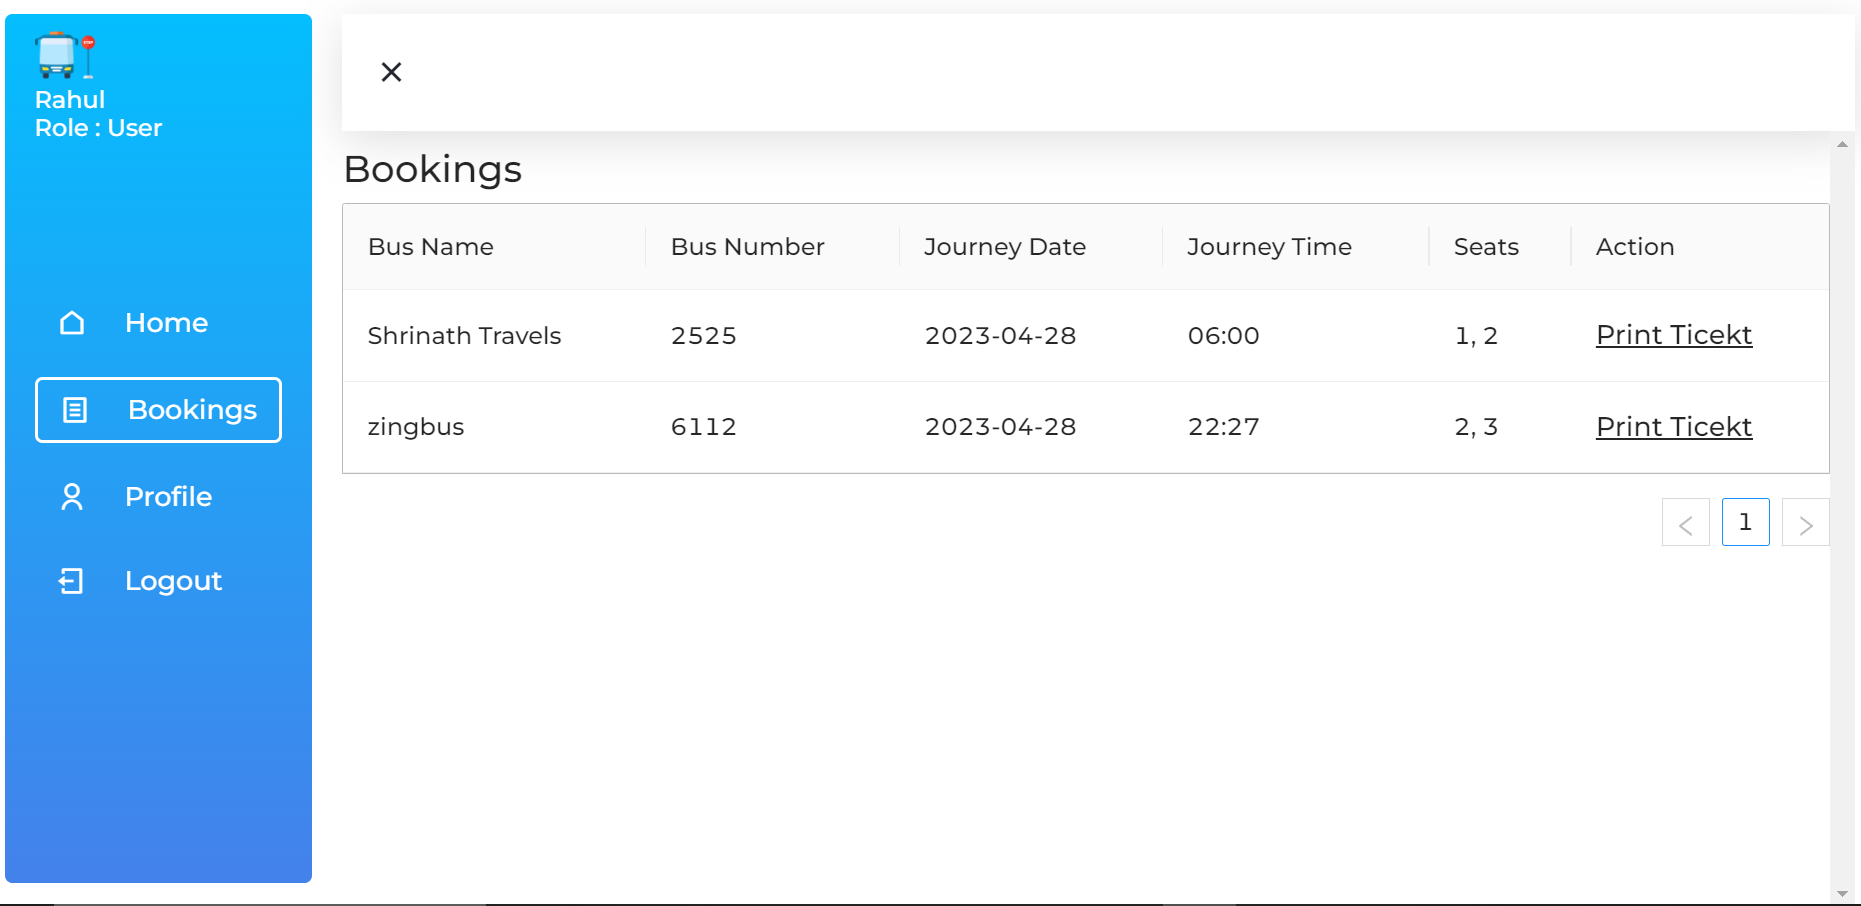 Rahul
Role : User
Home
Bookings
Profile
Logout
Bookings
Bus Name Bus Number Journey Date Journey Time Seats Action
Shrinath Travels 2525 2023-04-28 06:00 1, 2 Print Ticekt
zingbus 6112 2023-04-28 22:27 2, 3 Print Ticekt
1